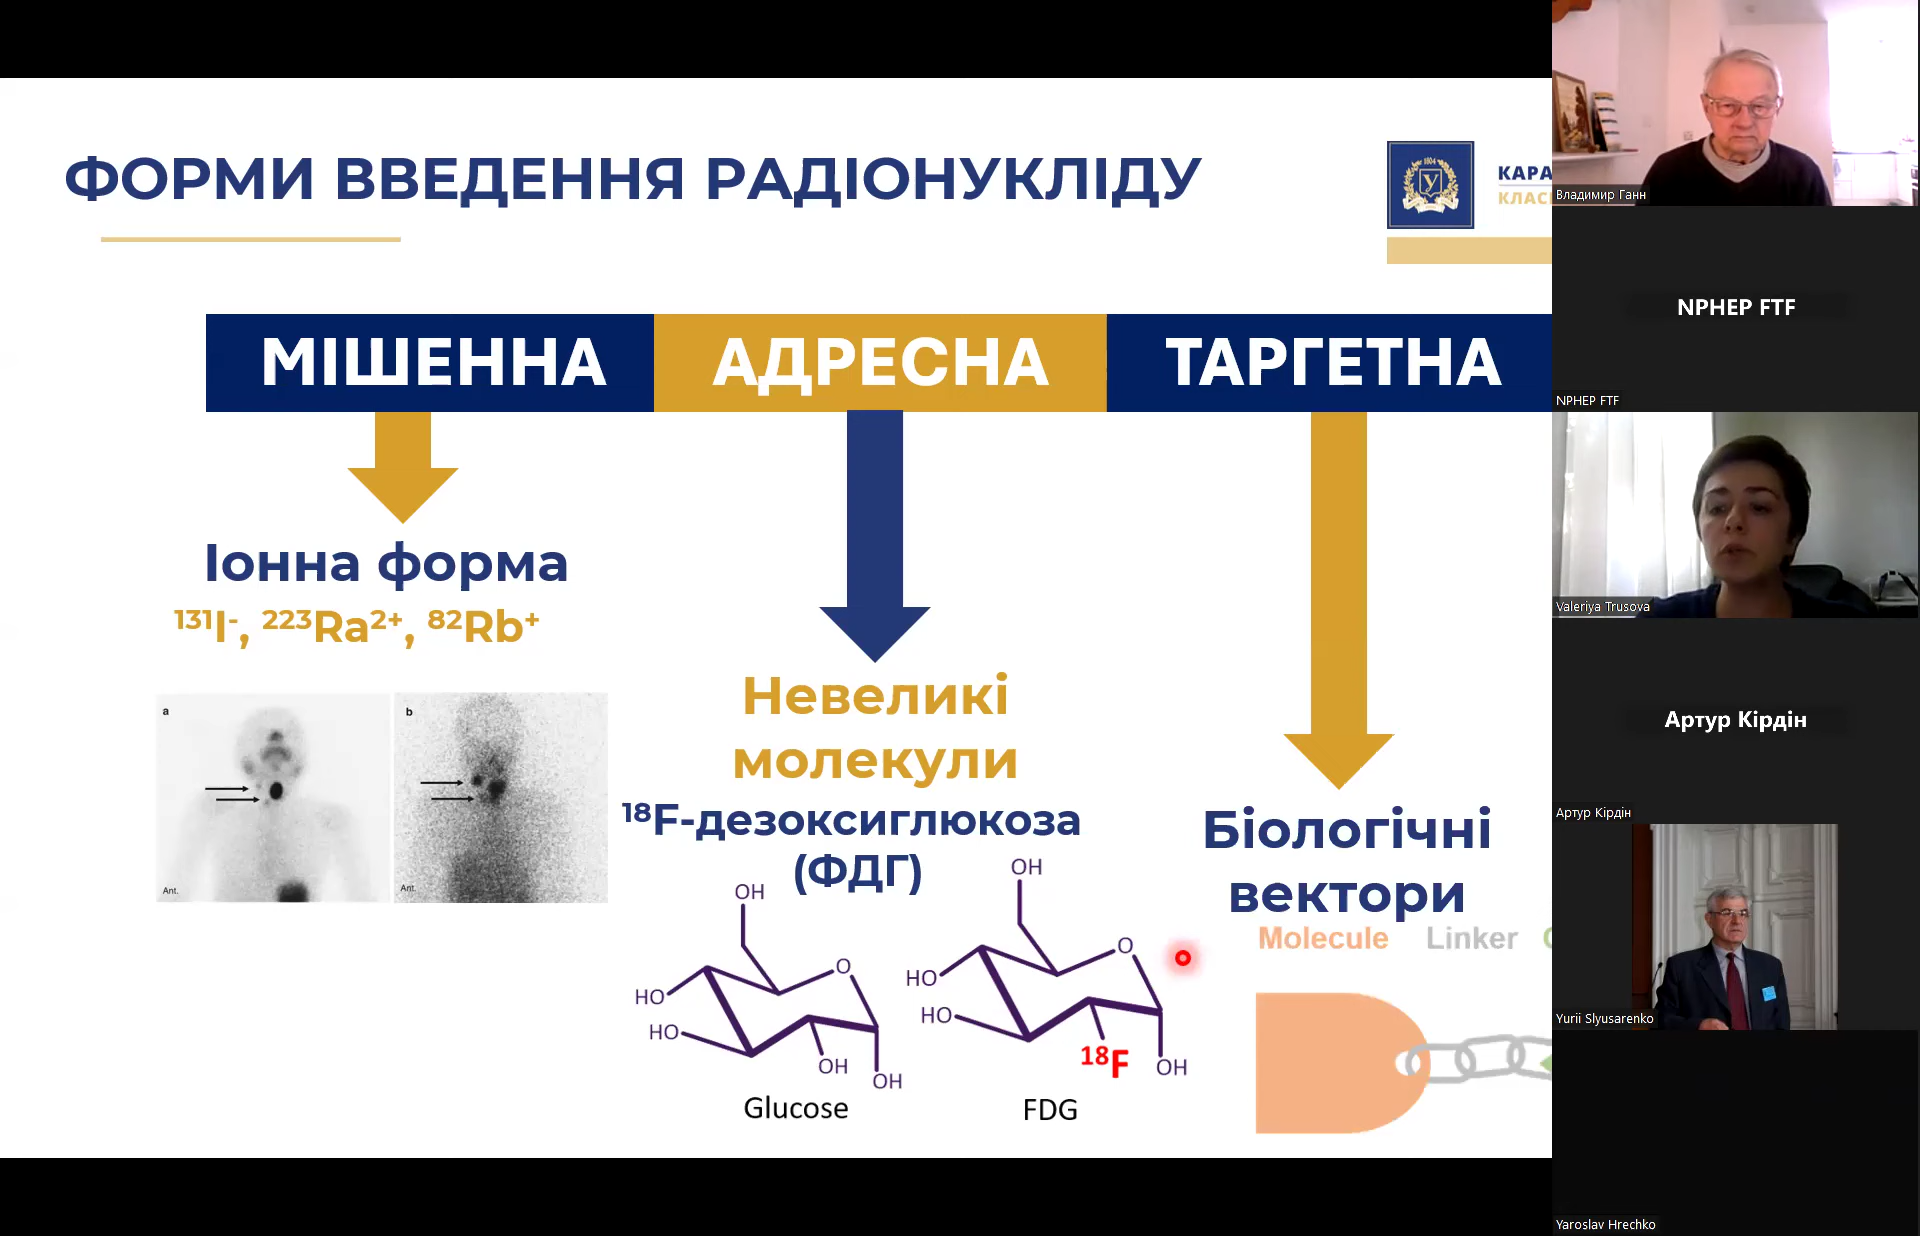 ФОРМИ ВВЕДЕННЯ РАДІОНУКЛІДУ
1804
У
КАРА
КЛАС
МІШЕННА
АДРЕСНА
ТАРГЕТНА
Іонна форма
¹³¹I⁻, ²²³Ra²⁺, ⁸²Rb⁺
a
b
Ant.
Ant.
Невеликі
молекули
¹⁸F-дезоксиглюкоза
(ФДГ)
OH
O
HO
HO
OH
OH
Glucose
OH
O
HO
HO
¹⁸F
OH
FDG
Біологічні
вектори
Molecule Linker
Владимир Ганн
NPHEP FTF
NPHEP FTF
Valeriya Trusova
Артур Кірдін
Артур Кірдін
Yurii Slyusarenko
Yaroslav Hrechko